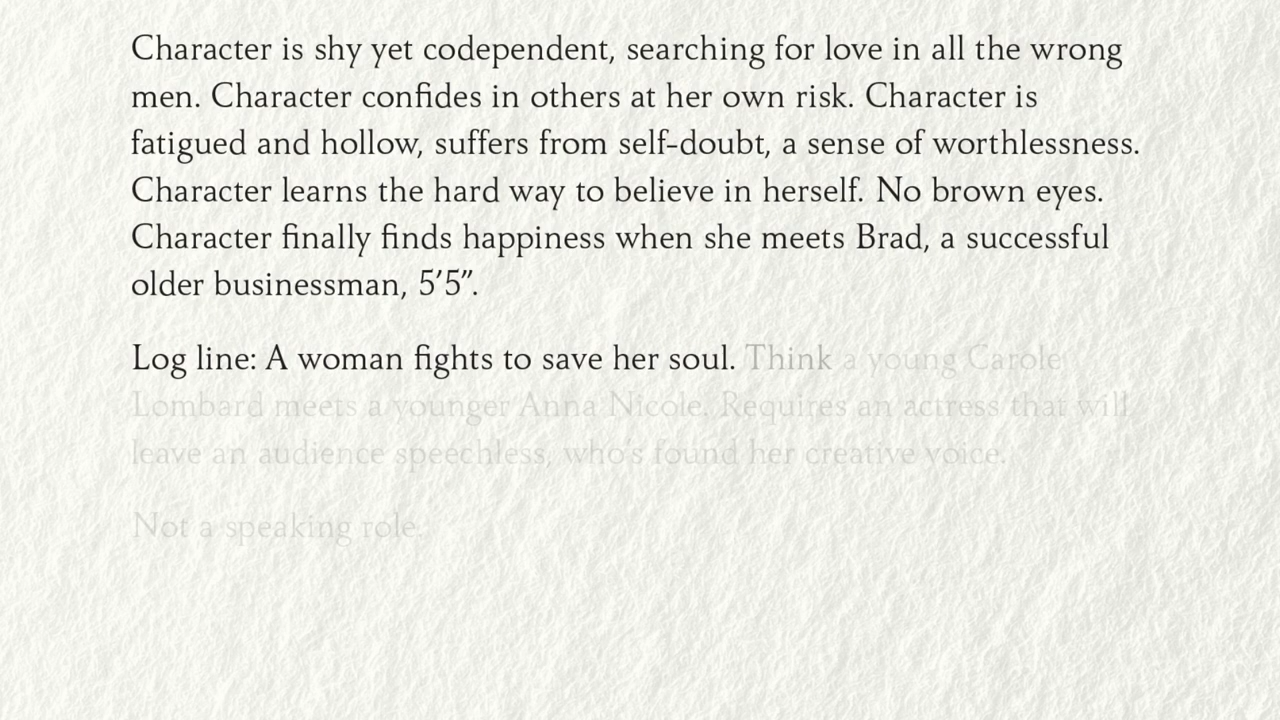 Character is shy yet codependent, searching for love in all the wrong
men. Character confides in others at her own risk. Character is
fatigued and hollow, suffers from self-doubt, a sense of worthlessness.
Character learns the hard way to believe in herself. No brown eyes.
Character finally finds happiness when she meets Brad, a successful
older businessman, 5’5”.
Log line: A woman fights to save her soul. Think a young Carole
Lombard meets a younger Anna Nicole. Requires an actress that will
leave an audience speechless, who’s found her creative voice.
Not a speaking role.